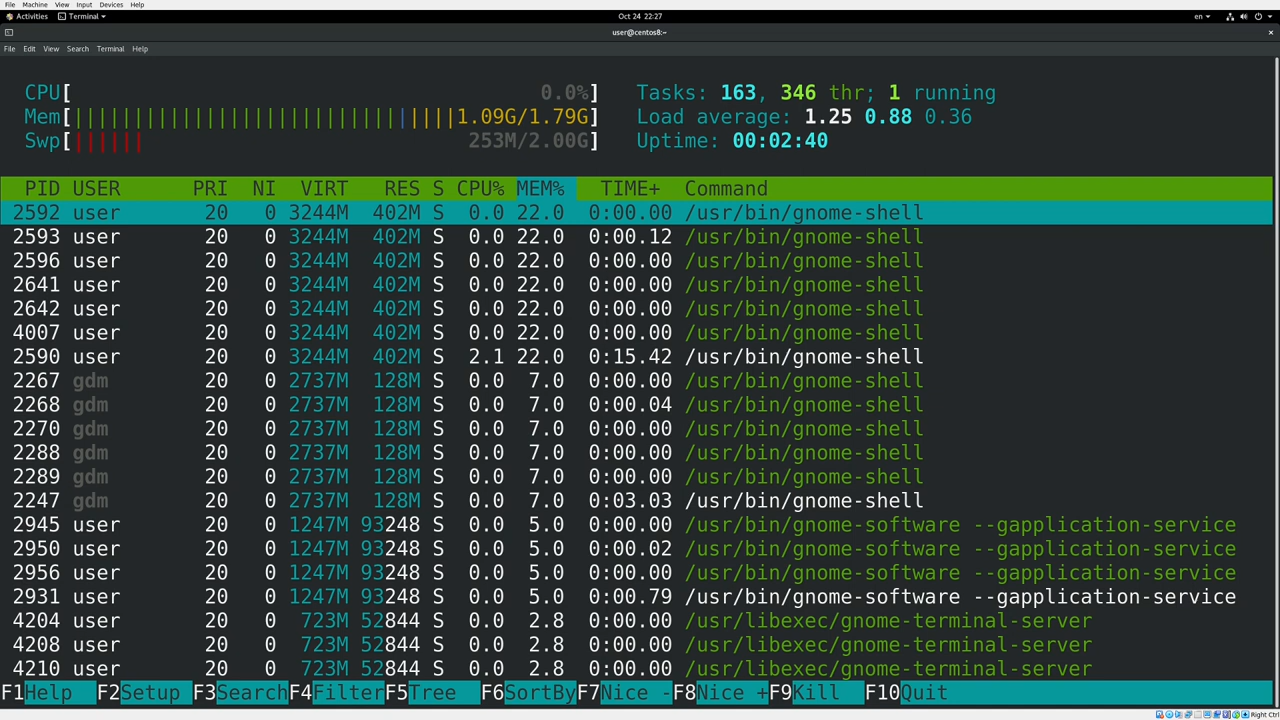 File Machine View Input Devices Help
Activities Terminal Oct 24 22:27 en
user@centos8:~ ×
File Edit View Search Terminal Help
CPU[ 0.0%] Tasks: 163, 346 thr; 1 running
Mem[||||||||||||||||||||||||||||||||1.09G/1.79G] Load average: 1.25 0.88 0.36
Swp[|||||| 253M/2.00G] Uptime: 00:02:40
PID USER PRI NI VIRT RES S CPU% MEM% TIME+ Command
2592 user 20 0 3244M 402M S 0.0 22.0 0:00.00 /usr/bin/gnome-shell
2593 user 20 0 3244M 402M S 0.0 22.0 0:00.12 /usr/bin/gnome-shell
2596 user 20 0 3244M 402M S 0.0 22.0 0:00.00 /usr/bin/gnome-shell
2641 user 20 0 3244M 402M S 0.0 22.0 0:00.00 /usr/bin/gnome-shell
2642 user 20 0 3244M 402M S 0.0 22.0 0:00.00 /usr/bin/gnome-shell
4007 user 20 0 3244M 402M S 0.0 22.0 0:00.00 /usr/bin/gnome-shell
2590 user 20 0 3244M 402M S 2.1 22.0 0:15.42 /usr/bin/gnome-shell
2267 gdm 20 0 2737M 128M S 0.0 7.0 0:00.00 /usr/bin/gnome-shell
2268 gdm 20 0 2737M 128M S 0.0 7.0 0:00.04 /usr/bin/gnome-shell
2270 gdm 20 0 2737M 128M S 0.0 7.0 0:00.00 /usr/bin/gnome-shell
2288 gdm 20 0 2737M 128M S 0.0 7.0 0:00.00 /usr/bin/gnome-shell
2289 gdm 20 0 2737M 128M S 0.0 7.0 0:00.00 /usr/bin/gnome-shell
2247 gdm 20 0 2737M 128M S 0.0 7.0 0:03.03 /usr/bin/gnome-shell
2945 user 20 0 1247M 93248 S 0.0 5.0 0:00.00 /usr/bin/gnome-software --gapplication-service
2950 user 20 0 1247M 93248 S 0.0 5.0 0:00.02 /usr/bin/gnome-software --gapplication-service
2956 user 20 0 1247M 93248 S 0.0 5.0 0:00.00 /usr/bin/gnome-software --gapplication-service
2931 user 20 0 1247M 93248 S 0.0 5.0 0:00.79 /usr/bin/gnome-software --gapplication-service
4204 user 20 0 723M 52844 S 0.0 2.8 0:00.00 /usr/libexec/gnome-terminal-server
4208 user 20 0 723M 52844 S 0.0 2.8 0:00.00 /usr/libexec/gnome-terminal-server
4210 user 20 0 723M 52844 S 0.0 2.8 0:00.00 /usr/libexec/gnome-terminal-server
F1Help F2Setup F3SearchF4FilterF5Tree F6SortByF7Nice -F8Nice +F9Kill F10Quit
Right Ctrl